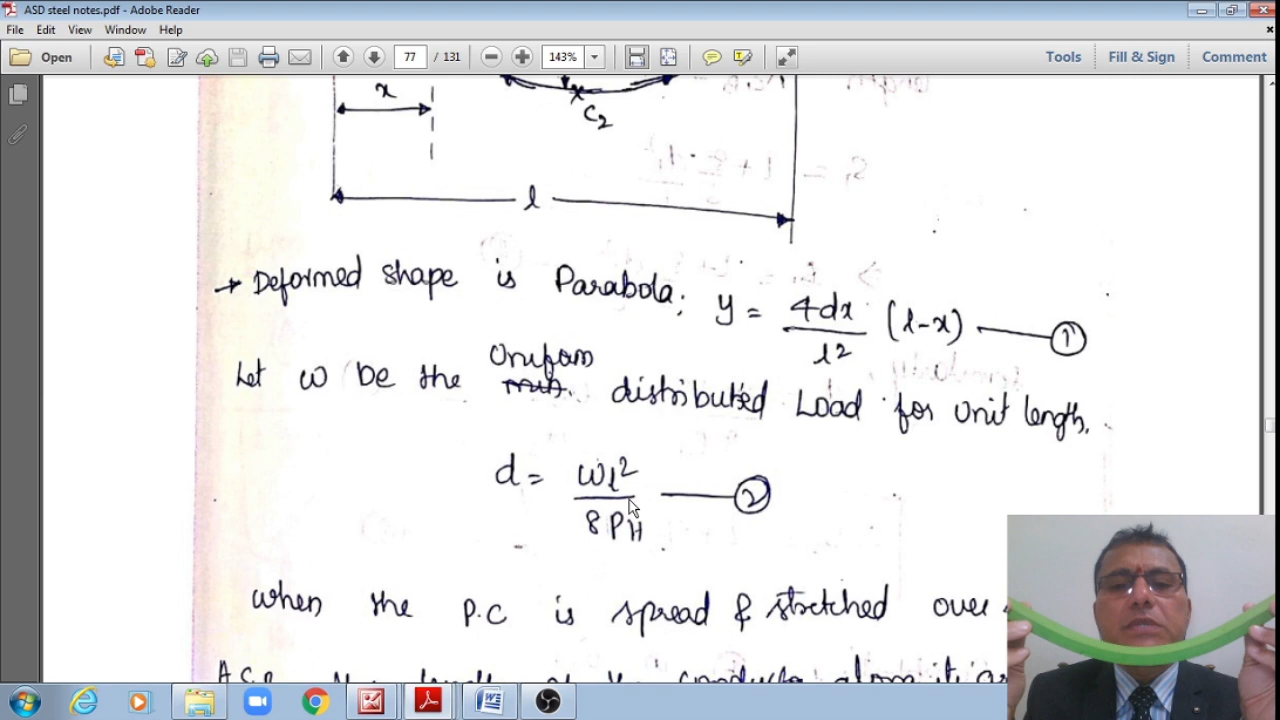 ASD steel notes.pdf - Adobe Reader
File Edit View Window Help
Open 77 / 131 143% Tools Fill & Sign Comment
x
C2
l
→ Deformed shape is Parabola; y = 4dx/l² (l-x) —— ①
Let ω be the Uniform distributed Load for Unit length.
d = ωl²/8PH —— ②
when the P.C is spread & stretched over